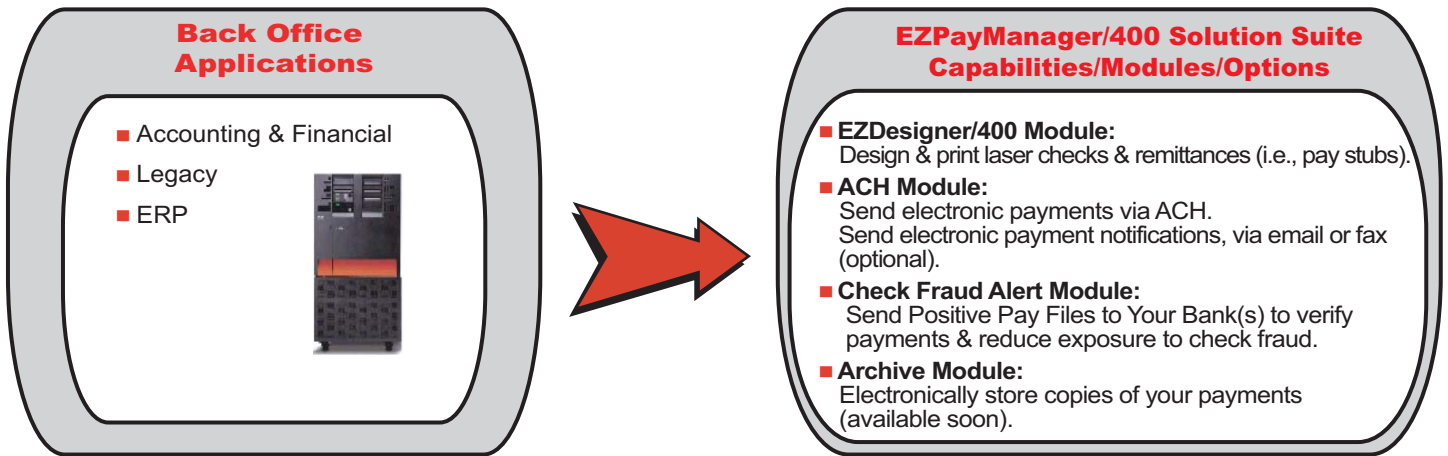 Back Office
Applications
■ Accounting & Financial
■ Legacy
■ ERP
EZPayManager/400 Solution Suite
Capabilities/Modules/Options
■ EZDesigner/400 Module:
Design & print laser checks & remittances (i.e., pay stubs).
■ ACH Module:
Send electronic payments via ACH.
Send electronic payment notifications, via email or fax
(optional).
■ Check Fraud Alert Module:
Send Positive Pay Files to Your Bank(s) to verify
payments & reduce exposure to check fraud.
■ Archive Module:
Electronically store copies of your payments
(available soon).